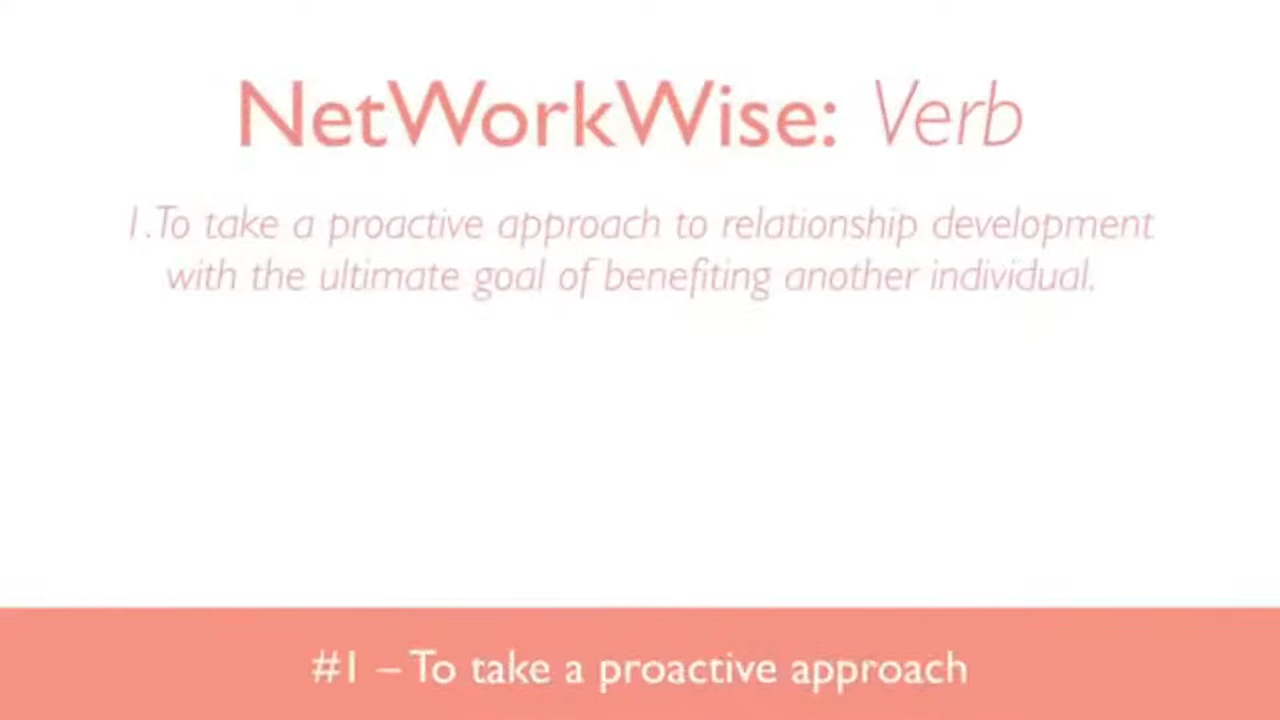 NetWorkWise: Verb
1.To take a proactive approach to relationship development
with the ultimate goal of benefiting another individual.
#1 – To take a proactive approach